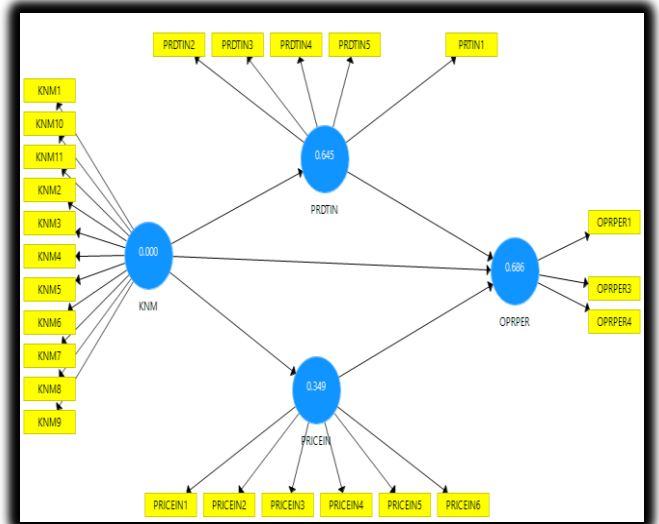 PRDTIN2 PRDTIN3 PRDTIN4 PRDTIN5 PRTIN1
KNM1
KNM10
KNM11
KNM2
KNM3
KNM4
KNM5
KNM6
KNM7
KNM8
KNM9
0.645
PRDTIN
0.000
KNM
OPRPER1
OPRPER3
OPRPER4
0.686
OPRPER
0.349
PRICEIN
PRICEIN1 PRICEIN2 PRICEIN3 PRICEIN4 PRICEIN5 PRICEIN6